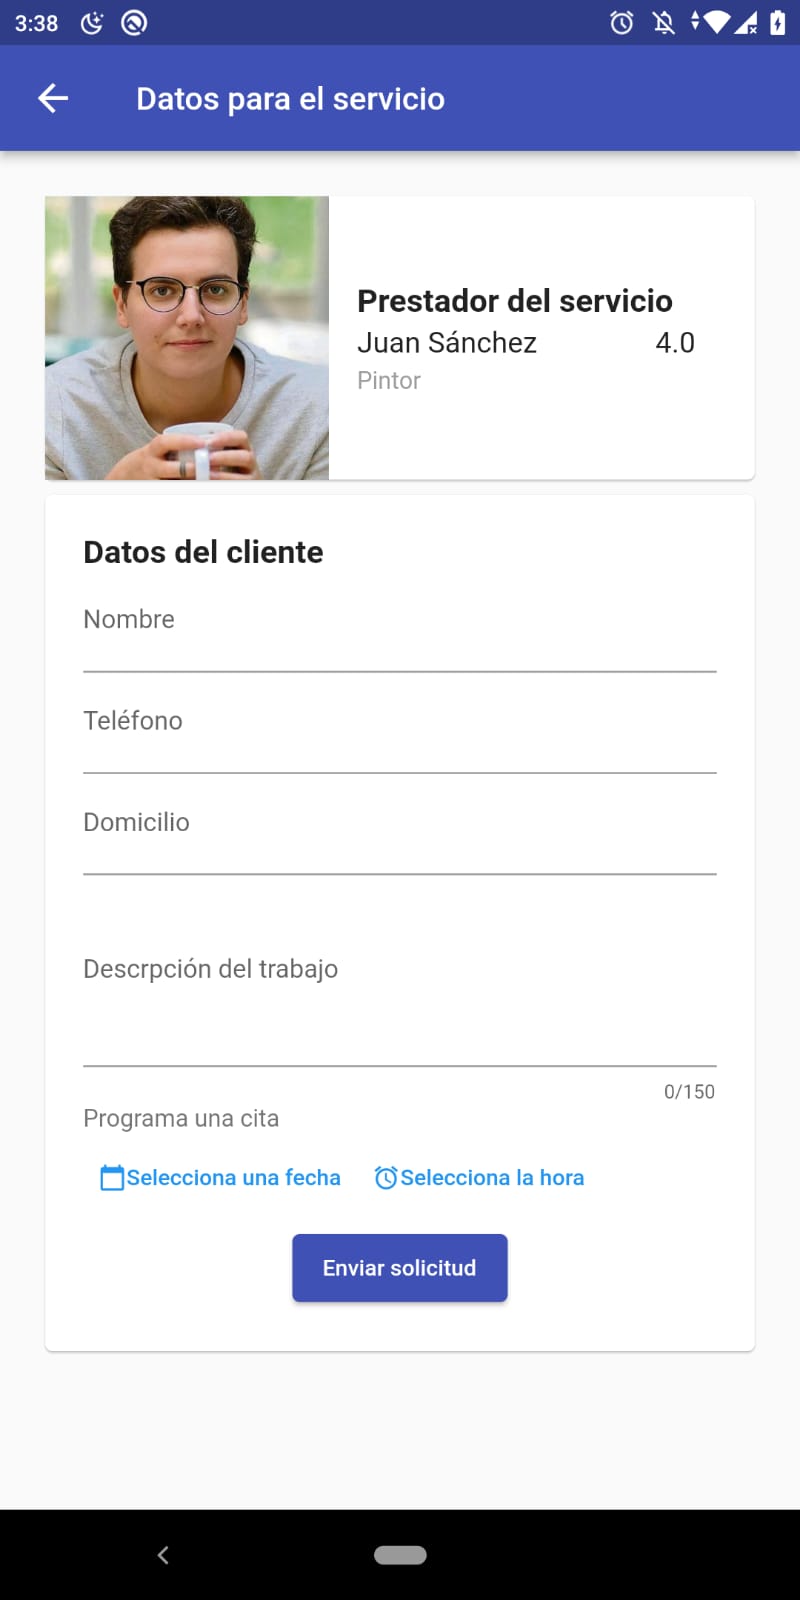 3:38
Datos para el servicio
Prestador del servicio
Juan Sánchez 4.0
Pintor
Datos del cliente
Nombre
Teléfono
Domicilio
Descrpción del trabajo
0/150
Programa una cita
Selecciona una fecha Selecciona la hora
Enviar solicitud